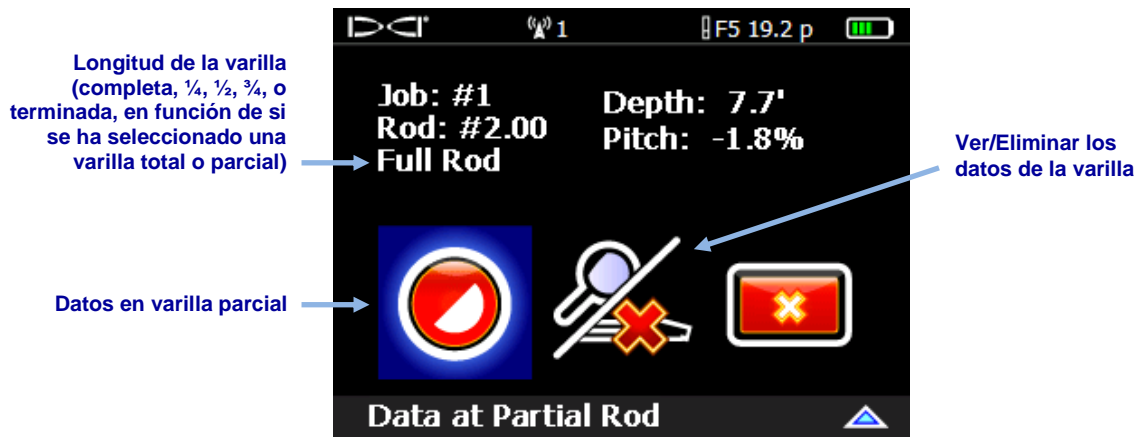 DCI 1 F5 19.2 p
Longitud de la varilla
(completa, ¼, ½, ¾, o
terminada, en función de si
se ha seleccionado una
varilla total o parcial)
Job: #1
Rod: #2.00
Full Rod
Depth: 7.7'
Pitch: -1.8%
Ver/Eliminar los
datos de la varilla
Datos en varilla parcial
Data at Partial Rod